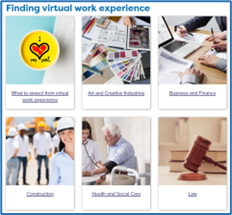 Finding virtual work experience
What to expect from virtual
work experience
Art and Creative Industries
Business and Finance
Construction
Health and Social Care
Law